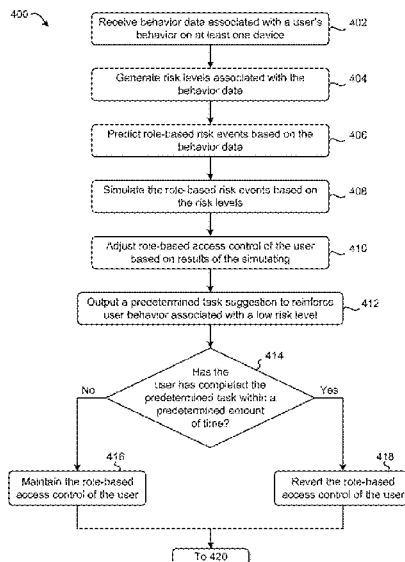 400
Receive behavior data associated with a user's
behavior on at least one device
402
Generate risk levels associated with the
behavior date
404
Predict role-based risk events based on the
behavior data
406
Simulate the role-based risk events based on
the risk levels
408
Adjust role-based access control of the user
based on results of the simulating
410
Output a predetermined task suggestion to reinforce
user behavior associated with a low risk level
412
414
Has the
user has completed the
predetermined task within a
predetermined amount
of time?
No
Yes
416
Maintain the role-based
access control of the user
418
Revert the role-based
access control of the user
To 420